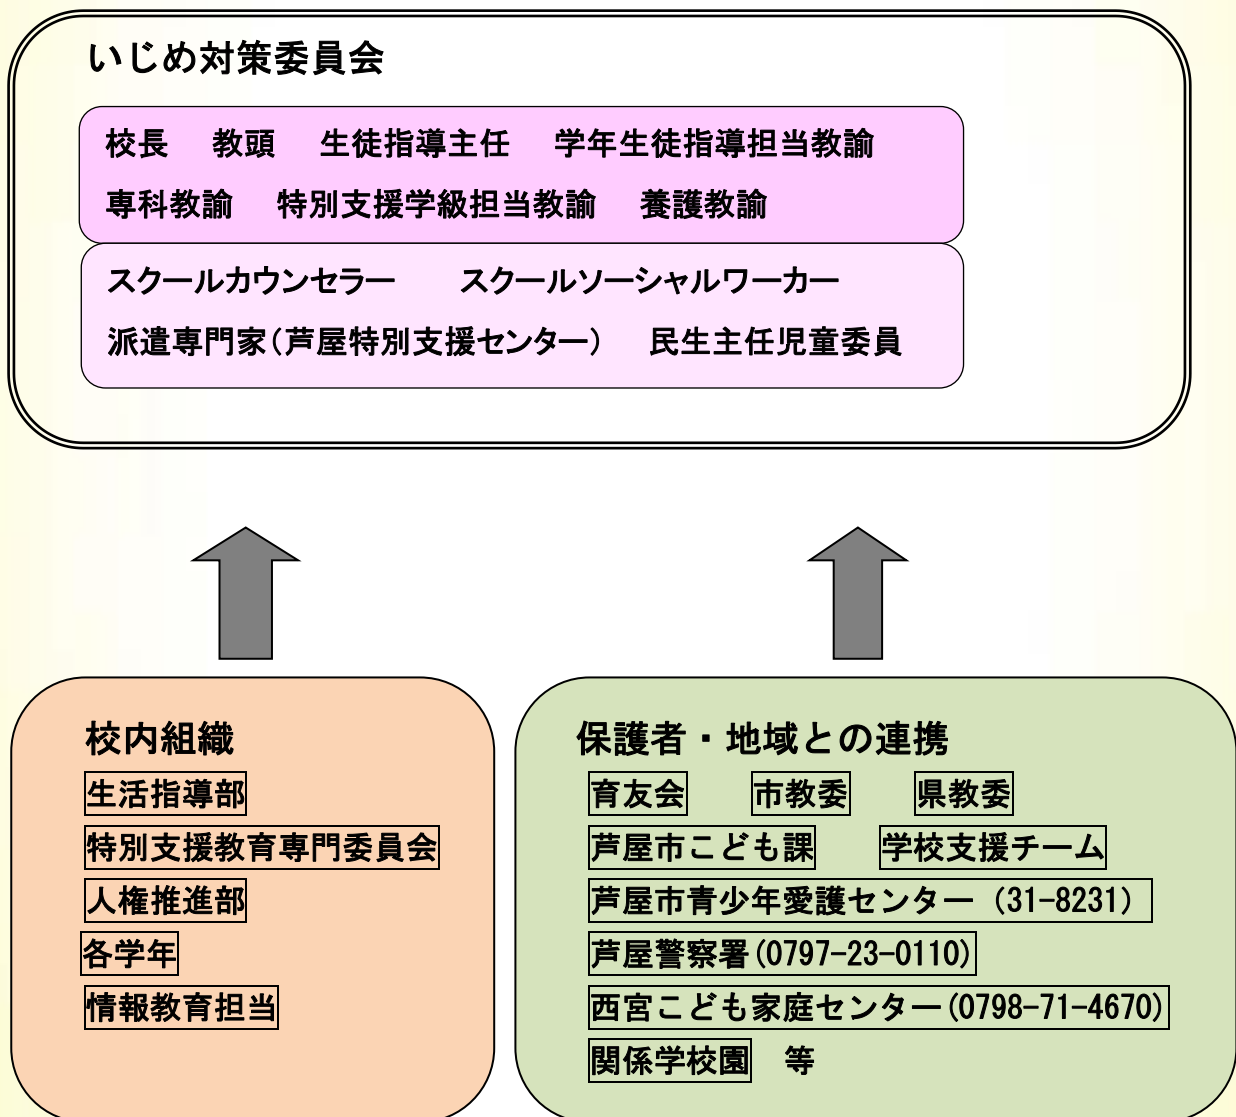 いじめ対策委員会
校長 教頭 生徒指導主任 学年生徒指導担当教諭
専科教諭 特別支援学級担当教諭 養護教諭
スクールカウンセラー スクールソーシャルワーカー
派遣専門家(芦屋特別支援センター) 民生主任児童委員
校内組織
生活指導部
特別支援教育専門委員会
人権推進部
各学年
情報教育担当
保護者・地域との連携
育友会 市教委 県教委
芦屋市こども課 学校支援チーム
芦屋市青少年愛護センター (31-8231)
芦屋警察署(0797-23-0110)
西宮こども家庭センター(0798-71-4670)
関係学校園 等